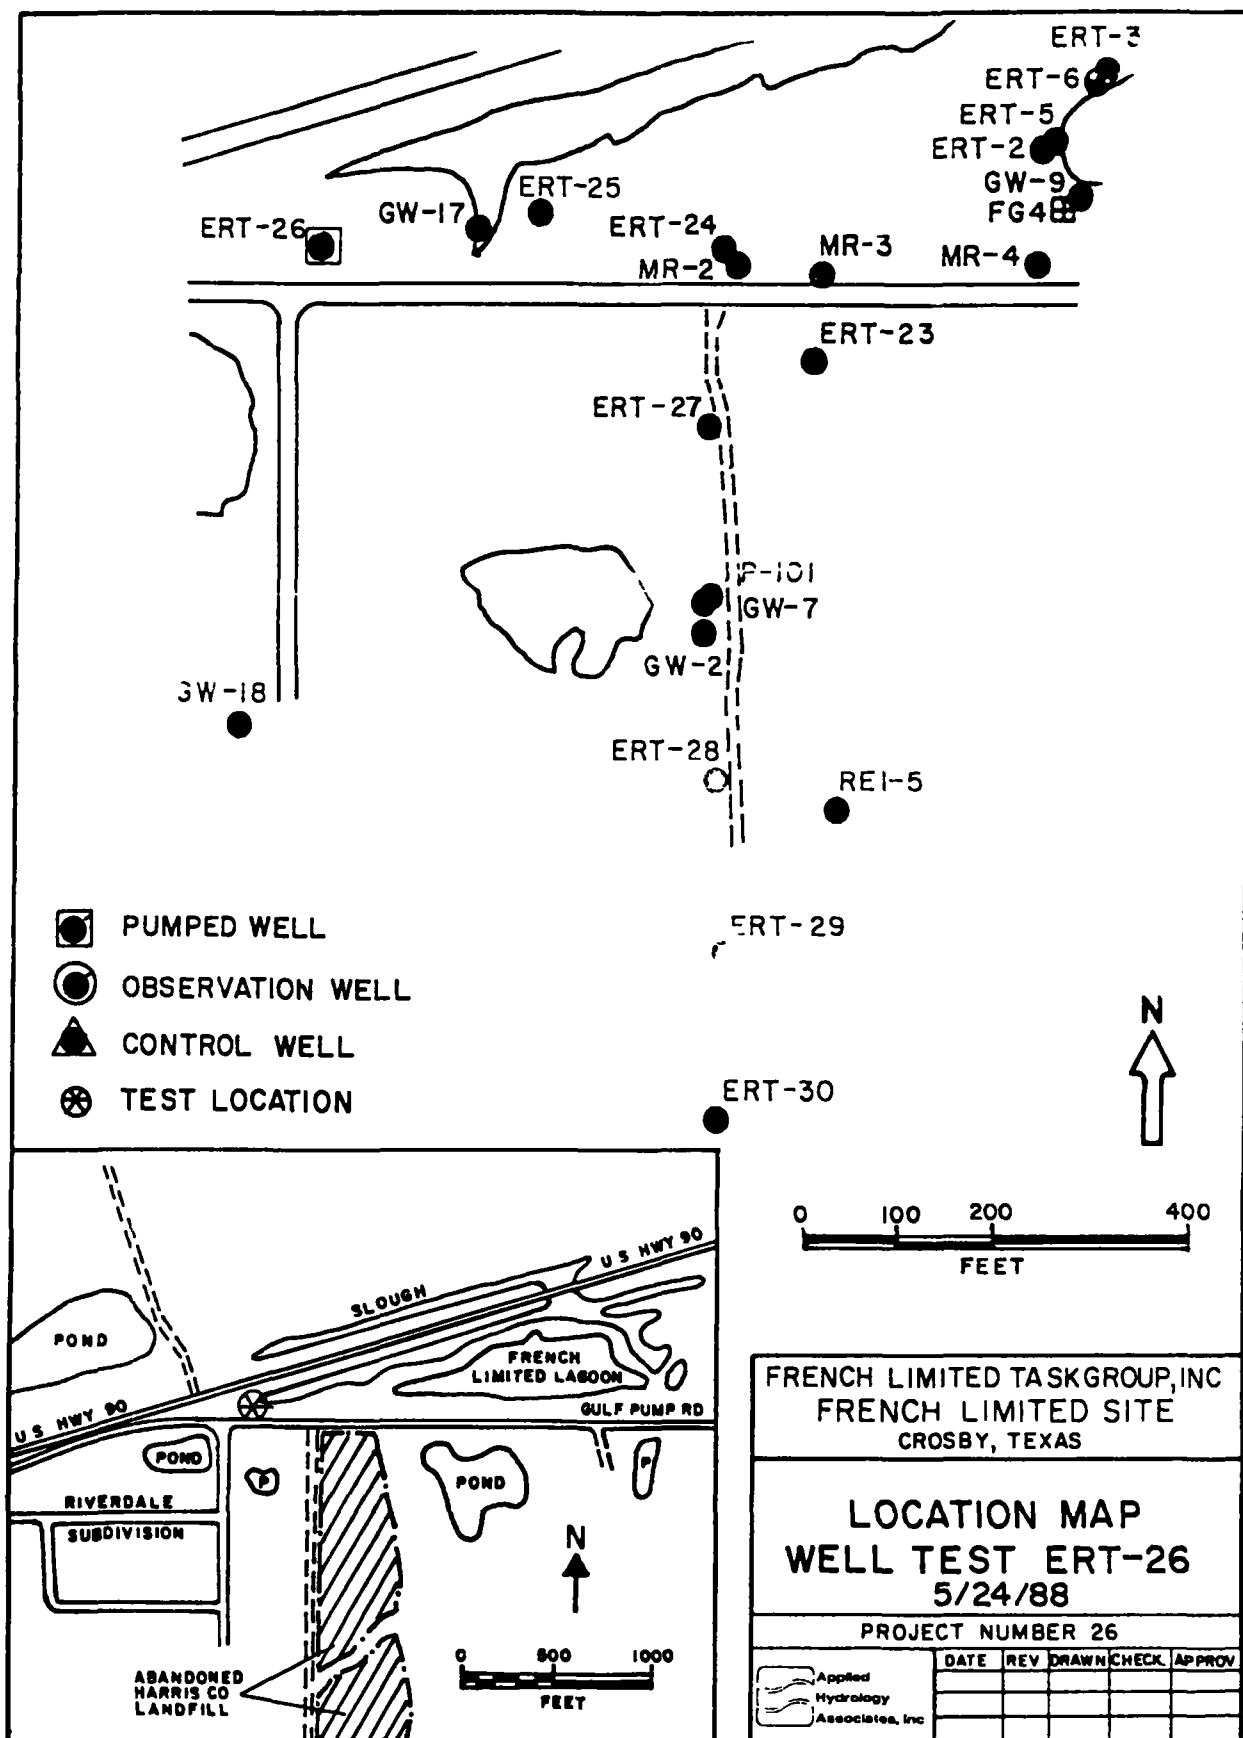 ERT-3
ERT-6
ERT-5
ERT-2
GW-9
FG4
ERT-25
GW-17
ERT-26
ERT-24
MR-2
MR-3
MR-4
ERT-23
ERT-27
P-101
GW-7
GW-2
GW-18
ERT-28
REI-5
ERT-29
ERT-30
PUMPED WELL
OBSERVATION WELL
CONTROL WELL
TEST LOCATION
N
0 100 200 400
FEET
U S HWY 90
SLOUGH
POND
FRENCH
LIMITED LAGOON
U S HWY 90
GULF PUMP RD
POND
P
POND
P
RIVERDALE
SUBDIVISION
N
0 500 1000
FEET
ABANDONED
HARRIS CO
LANDFILL
FRENCH LIMITED TASKGROUP, INC
FRENCH LIMITED SITE
CROSBY, TEXAS
LOCATION MAP
WELL TEST ERT-26
5/24/88
PROJECT NUMBER 26
DATE REV DRAWN CHECK APPROV
Applied
Hydrology
Associates, Inc